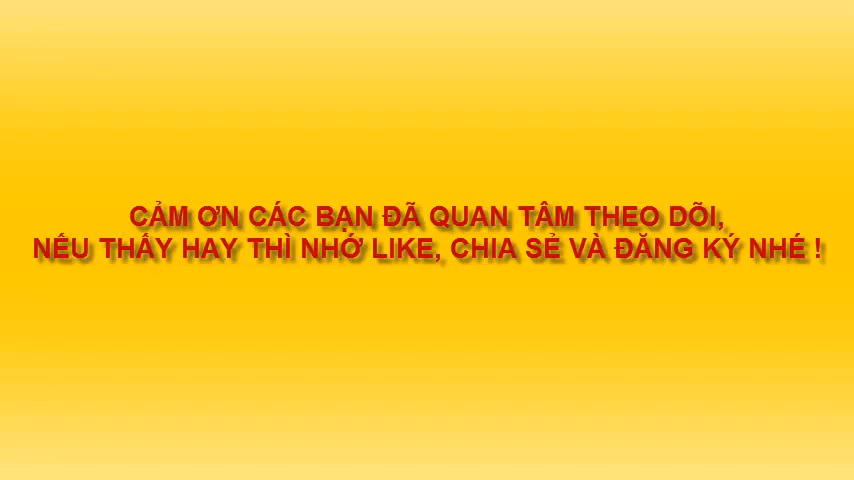 CẢM ƠN CÁC BẠN ĐÃ QUAN TÂM THEO DÕI,
NẾU THẤY HAY THÌ NHỚ LIKE, CHIA SẺ VÀ ĐĂNG KÝ NHÉ !